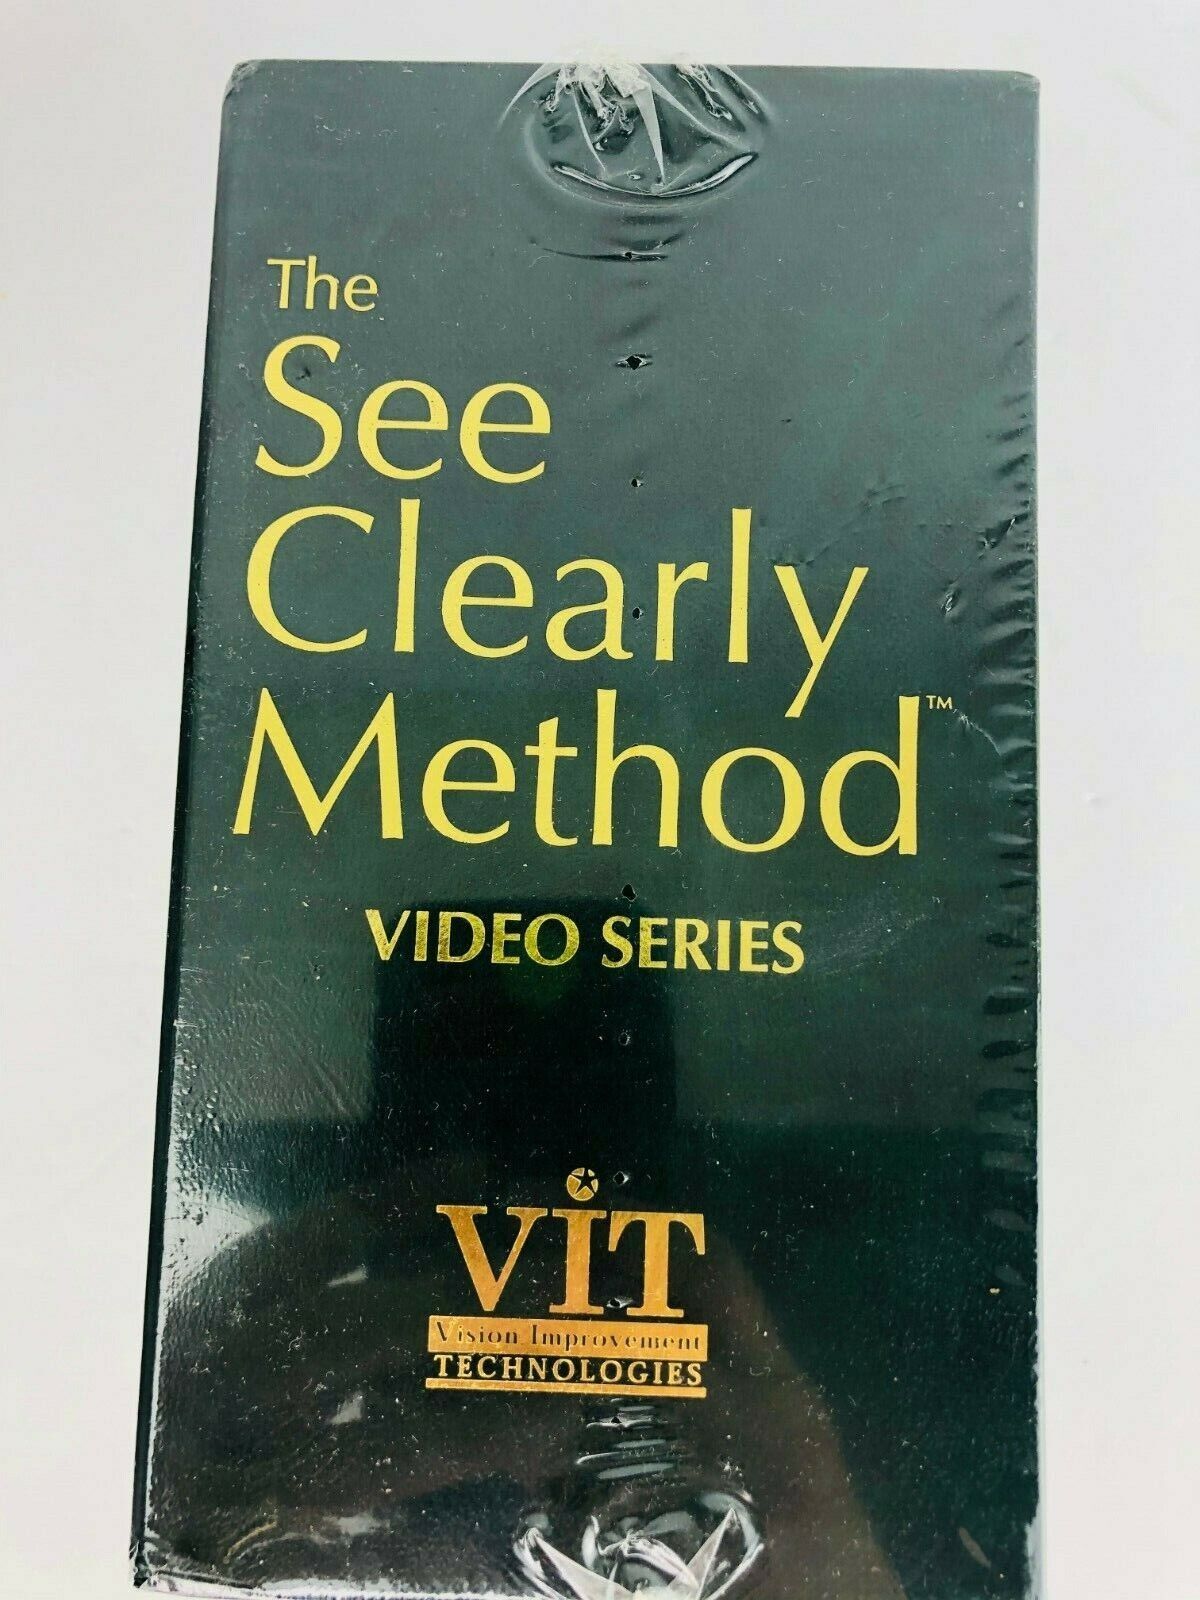 The
See
Clearly
Method™
VIDEO SERIES
ViT
Vision Improvement
TECHNOLOGIES